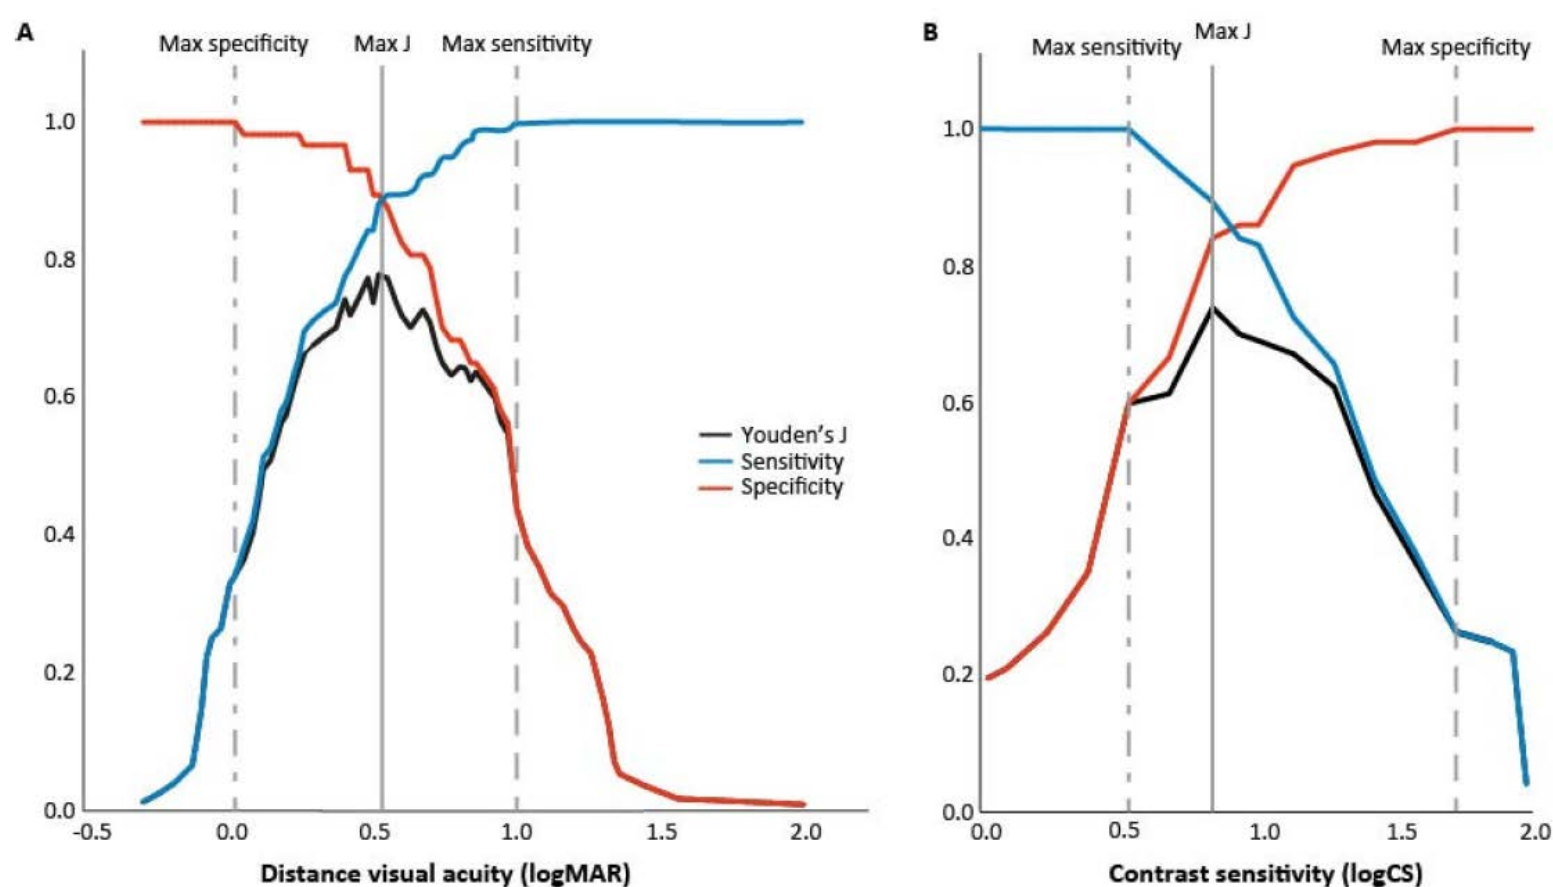 A
Max specificity
Max J
Max sensitivity
1.0
0.8
0.6
0.4
0.2
0.0
-0.5
0.0
0.5
1.0
1.5
2.0
Distance visual acuity (logMAR)
Youden's J
Sensitivity
Specificity
B
Max sensitivity
Max J
Max specificity
1.0
0.8
0.6
0.4
0.2
0.0
0.0
0.5
1.0
1.5
2.0
Contrast sensitivity (logCS)